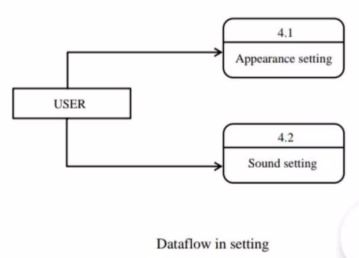 4.1
Appearance setting
USER
4.2
Sound setting
Dataflow in setting